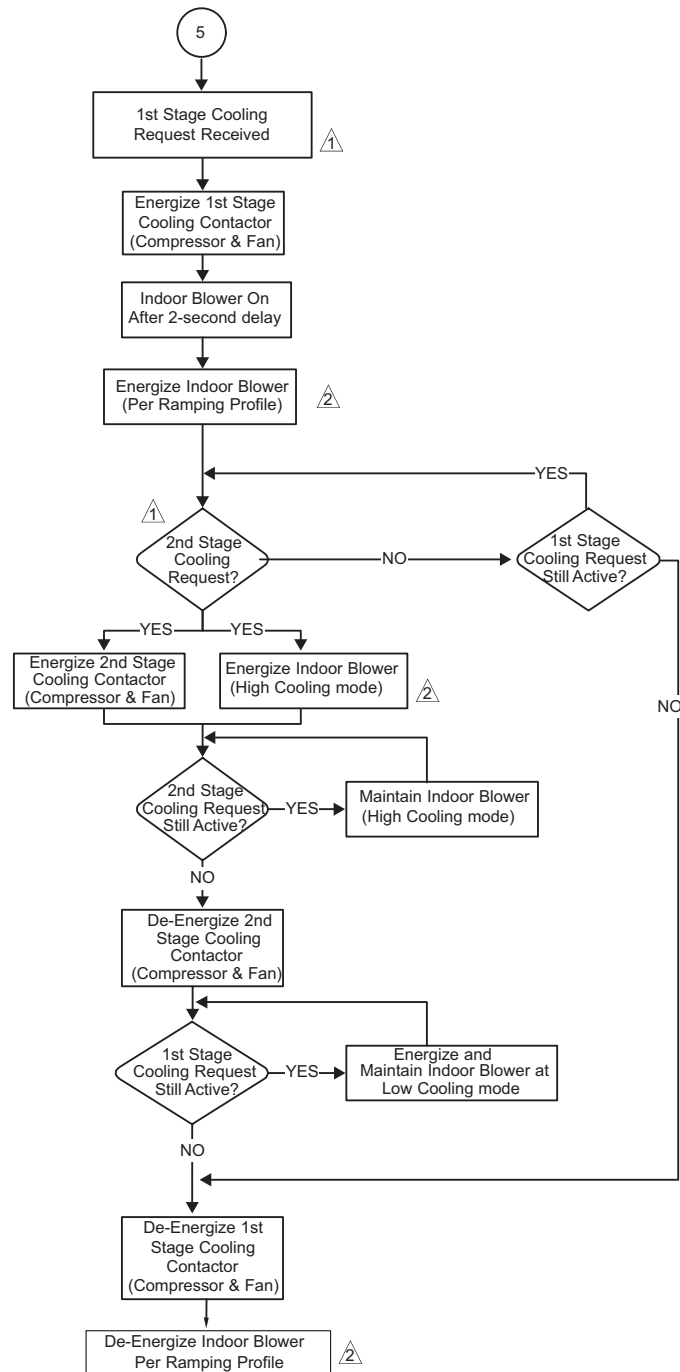 5
1st Stage Cooling
Request Received
1
Energize 1st Stage
Cooling Contactor
(Compressor & Fan)
Indoor Blower On
After 2-second delay
Energize Indoor Blower
(Per Ramping Profile)
2
YES
1
2nd Stage
Cooling
Request?
NO
1st Stage
Cooling Request
Still Active?
YES
YES
Energize 2nd Stage
Cooling Contactor
(Compressor & Fan)
Energize Indoor Blower
(High Cooling mode)
2
NO
2nd Stage
Cooling Request
Still Active?
YES
Maintain Indoor Blower
(High Cooling mode)
NO
De-Energize 2nd
Stage Cooling
Contactor
(Compressor & Fan)
1st Stage
Cooling Request
Still Active?
YES
Energize and
Maintain Indoor Blower at
Low Cooling mode
NO
De-Energize 1st
Stage Cooling
Contactor
(Compressor & Fan)
De-Energize Indoor Blower
Per Ramping Profile
2